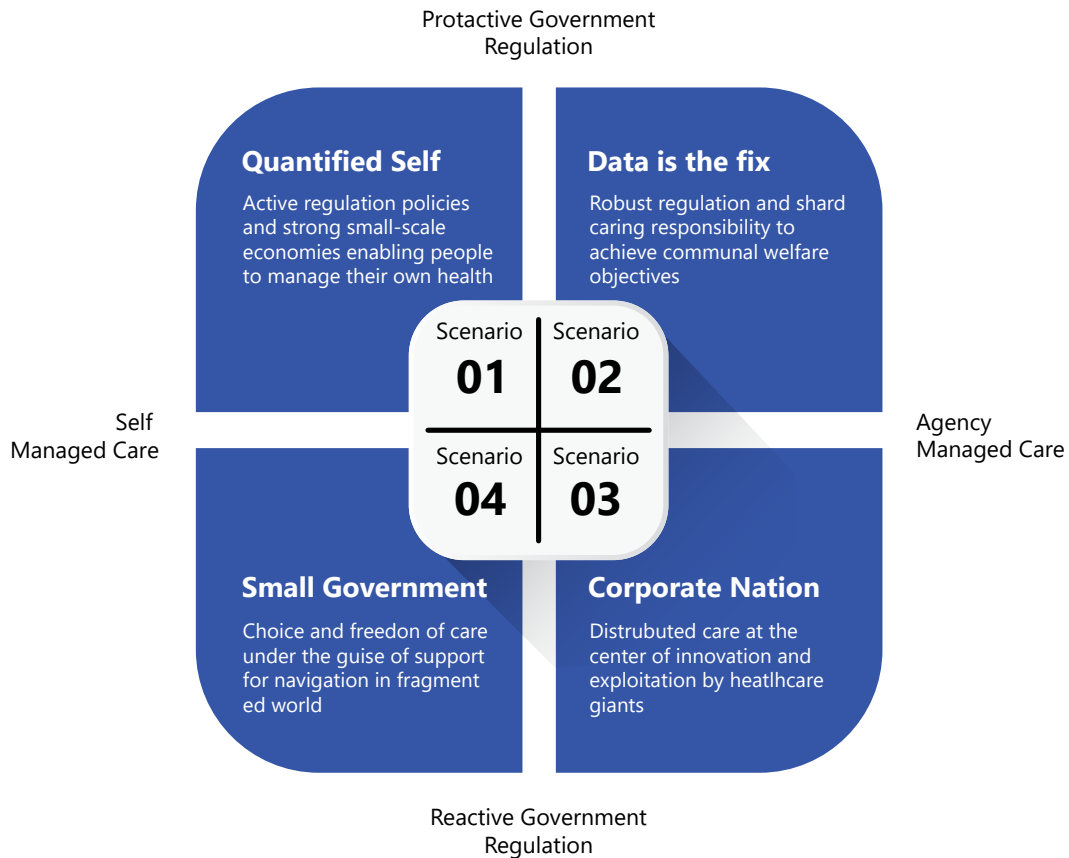 Protactive Government
Regulation
Quantified Self
Active regulation policies
and strong small-scale
economies enabling people
to manage their own health
Data is the fix
Robust regulation and shard
caring responsibility to
achieve communal welfare
objectives
Scenario
01
Scenario
02
Self
Managed Care
Agency
Managed Care
Scenario
04
Scenario
03
Small Government
Choice and freedon of care
under the guise of support
for navigation in fragment
ed world
Corporate Nation
Distrubuted care at the
center of innovation and
exploitation by heatlhcare
giants
Reactive Government
Regulation